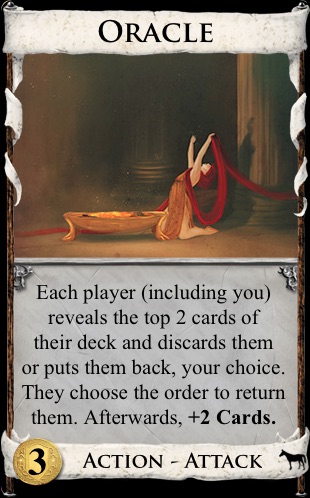 Oracle
Each player (including you)
reveals the top 2 cards of
their deck and discards them
or puts them back, your choice.
They choose the order to return
them. Afterwards, +2 Cards.
3 Action - Attack